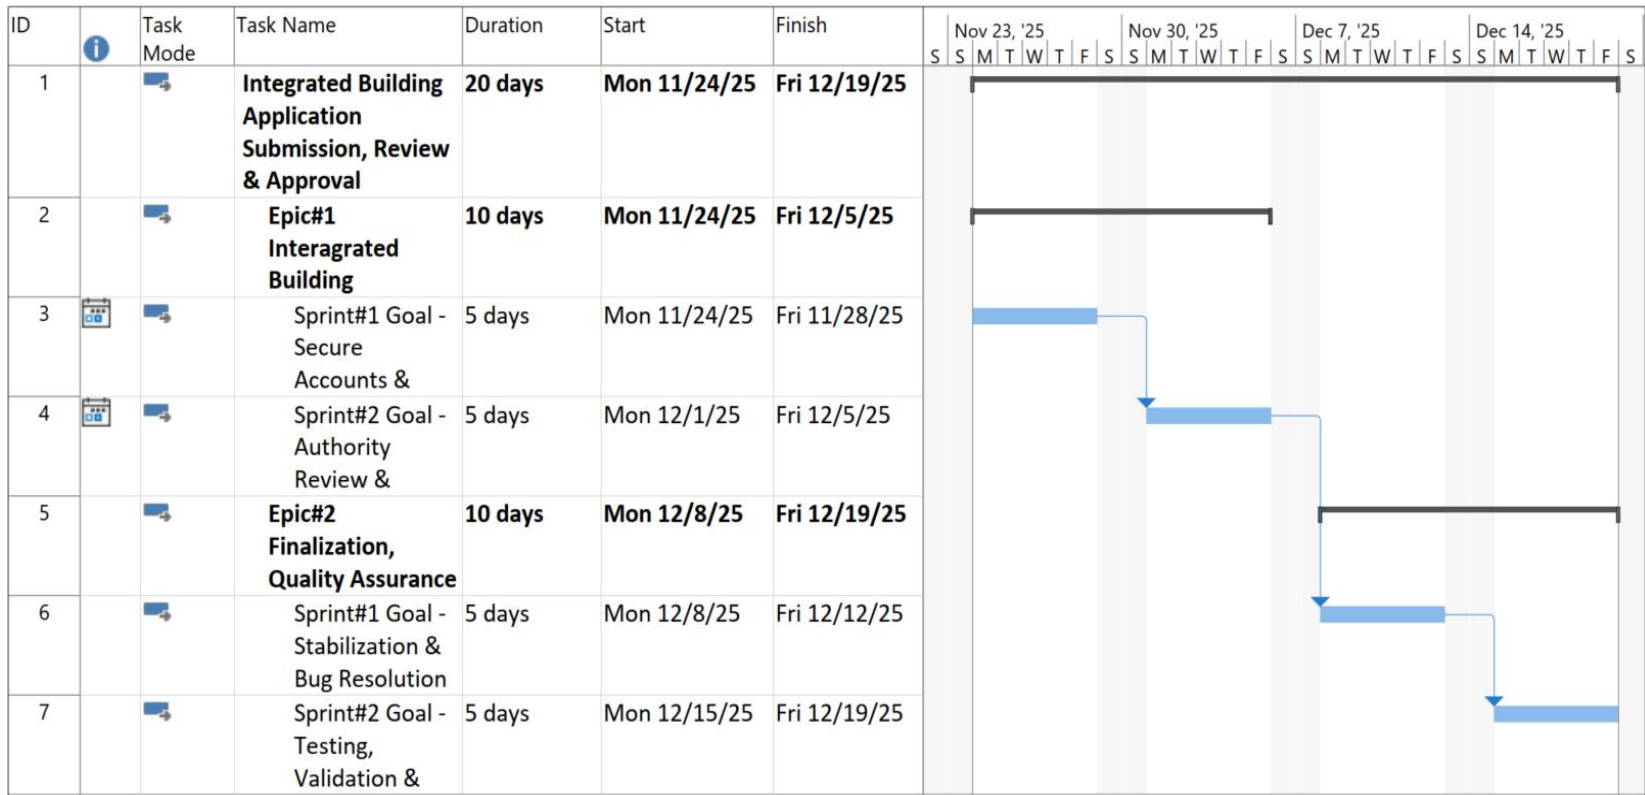 ID Task Mode Task Name Duration Start Finish
Nov 23, '25 Nov 30, '25 Dec 7, '25 Dec 14, '25
S S M T W T F S S M T W T F S S M T W T F S S M T W T F S
1 Integrated Building 20 days Mon 11/24/25 Fri 12/19/25
Application
Submission, Review
& Approval
2 Epic#1 10 days Mon 11/24/25 Fri 12/5/25
Interagrated
Building
3 Sprint#1 Goal - 5 days Mon 11/24/25 Fri 11/28/25
Secure
Accounts &
4 Sprint#2 Goal - 5 days Mon 12/1/25 Fri 12/5/25
Authority
Review &
5 Epic#2 10 days Mon 12/8/25 Fri 12/19/25
Finalization,
Quality Assurance
6 Sprint#1 Goal - 5 days Mon 12/8/25 Fri 12/12/25
Stabilization &
Bug Resolution
7 Sprint#2 Goal - 5 days Mon 12/15/25 Fri 12/19/25
Testing,
Validation &